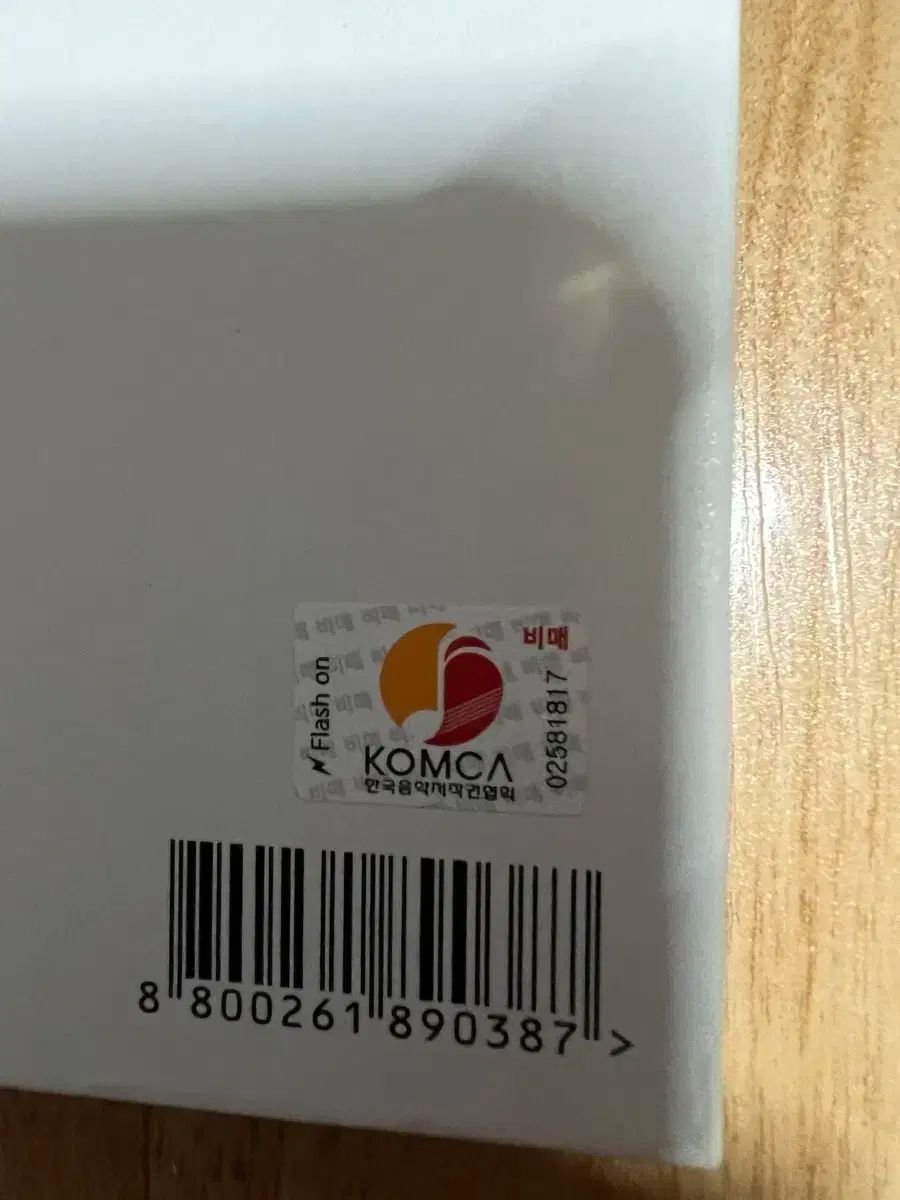 비매
Flash on
02581817
KOMCA
한국음악저작권협회
8 800261 890387 >